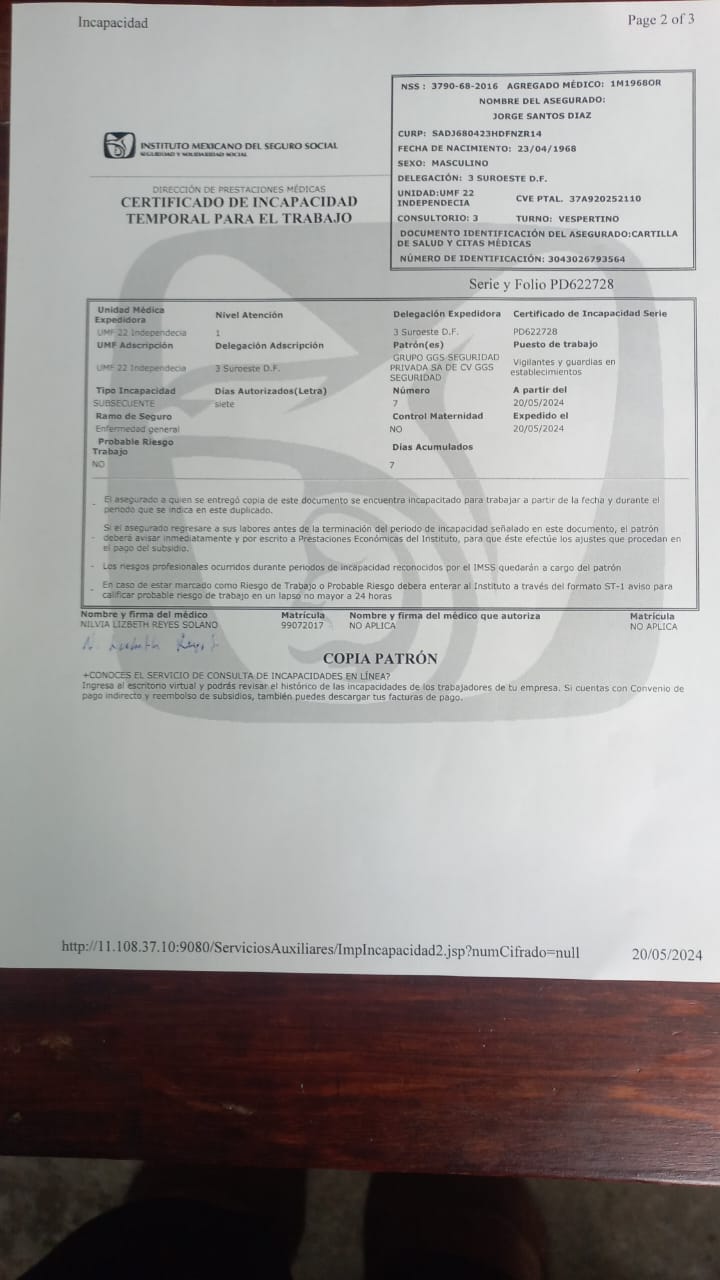 Incapacidad
Page 2 of 3
NSS : 3790-68-2016 AGREGADO MÉDICO: 1M1968OR
NOMBRE DEL ASEGURADO:
JORGE SANTOS DIAZ
CURP: SADJ680423HDFNZR14
FECHA DE NACIMIENTO: 23/04/1968
SEXO: MASCULINO
DELEGACIÓN: 3 SUROESTE D.F.
UNIDAD:UMF 22
INDEPENDECIA
CVE PTAL. 37A920252110
CONSULTORIO: 3 TURNO: VESPERTINO
DOCUMENTO IDENTIFICACIÓN DEL ASEGURADO:CARTILLA
DE SALUD Y CITAS MÉDICAS
NÚMERO DE IDENTIFICACIÓN: 3043026793564
INSTITUTO MEXICANO DEL SEGURO SOCIAL
SEGURIDAD Y SOLIDARIDAD SOCIAL
DIRECCIÓN DE PRESTACIONES MÉDICAS
CERTIFICADO DE INCAPACIDAD
TEMPORAL PARA EL TRABAJO
Serie y Folio PD622728
Unidad Médica
Expedidora
Nivel Atención
Delegación Expedidora
Certificado de Incapacidad Serie
UMF 22 Independecia
1
3 Suroeste D.F.
PD622728
UMF Adscripción
Delegación Adscripción
Patrón(es)
Puesto de trabajo
UMF 22 Independecia
3 Suroeste D.F.
GRUPO GGS SEGURIDAD
PRIVADA SA DE CV GGS
SEGURIDAD
Vigilantes y guardias en
establecimientos
Tipo Incapacidad
Días Autorizados(Letra)
Número
A partir del
SUBSECUENTE
siete
7
20/05/2024
Ramo de Seguro
Control Maternidad
Expedido el
Enfermedad general
NO
20/05/2024
Probable Riesgo
Trabajo
Días Acumulados
NO
7
- El asegurado a quien se entregó copia de este documento se encuentra incapacitado para trabajar a partir de la fecha y durante el
periodo que se indica en este duplicado.
Si el asegurado regresare a sus labores antes de la terminación del periodo de incapacidad señalado en este documento, el patrón
- deberá avisar inmediatamente y por escrito a Prestaciones Económicas del Instituto, para que éste efectúe los ajustes que procedan en
el pago del subsidio.
- Los riesgos profesionales ocurridos durante periodos de incapacidad reconocidos por el IMSS quedarán a cargo del patrón
- En caso de estar marcado como Riesgo de Trabajo o Probable Riesgo debera enterar al Instituto a través del formato ST-1 aviso para
calificar probable riesgo de trabajo en un lapso no mayor a 24 horas
Nombre y firma del médico
Matrícula
Nombre y firma del médico que autoriza
Matrícula
NILVIA LIZBETH REYES SOLANO
99072017
NO APLICA
NO APLICA
N. Lizbeth Reyes S
COPIA PATRÓN
+CONOCES EL SERVICIO DE CONSULTA DE INCAPACIDADES EN LÍNEA?
Ingresa al escritorio virtual y podrás revisar el histórico de las incapacidades de los trabajadores de tu empresa. Si cuentas con Convenio de
pago indirecto y reembolso de subsidios, también puedes descargar tus facturas de pago.
http://11.108.37.10:9080/ServiciosAuxiliares/ImpIncapacidad2.jsp?numCifrado=null
20/05/2024